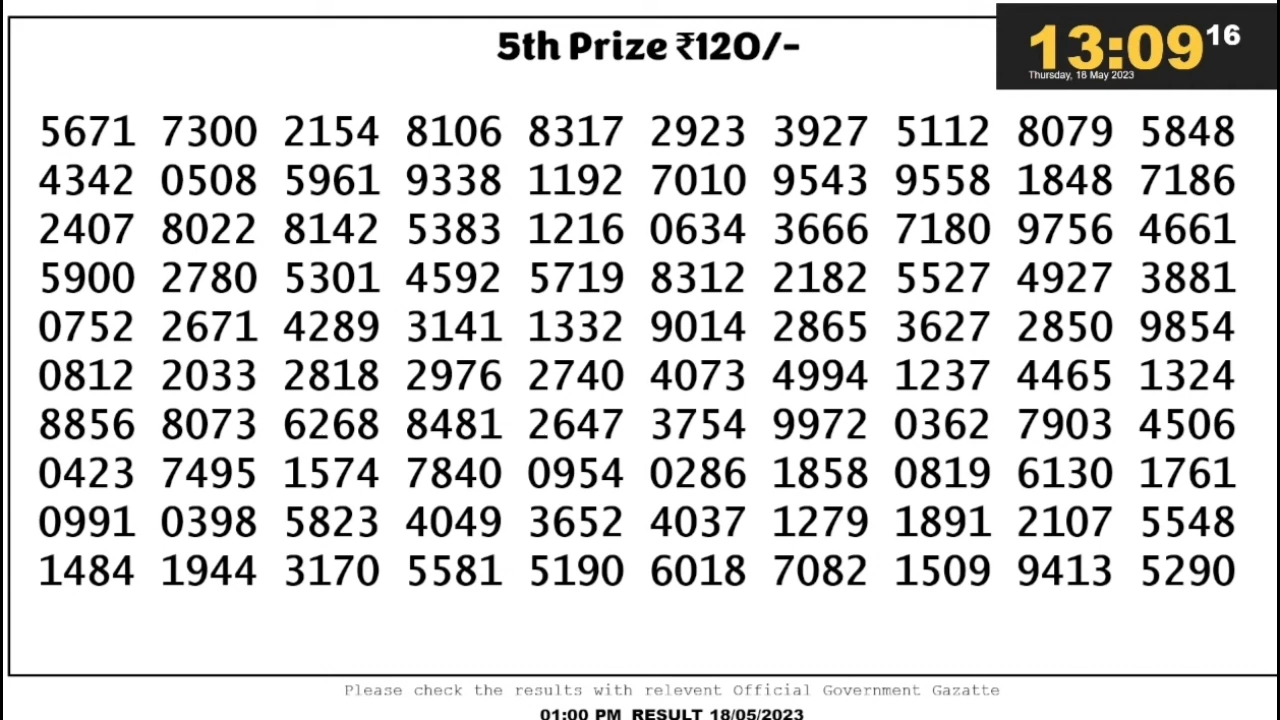 5th Prize ₹120/-
13:09 16
Thursday, 18 May 2023
5671 7300 2154 8106 8317 2923 3927 5112 8079 5848
4342 0508 5961 9338 1192 7010 9543 9558 1848 7186
2407 8022 8142 5383 1216 0634 3666 7180 9756 4661
5900 2780 5301 4592 5719 8312 2182 5527 4927 3881
0752 2671 4289 3141 1332 9014 2865 3627 2850 9854
0812 2033 2818 2976 2740 4073 4994 1237 4465 1324
8856 8073 6268 8481 2647 3754 9972 0362 7903 4506
0423 7495 1574 7840 0954 0286 1858 0819 6130 1761
0991 0398 5823 4049 3652 4037 1279 1891 2107 5548
1484 1944 3170 5581 5190 6018 7082 1509 9413 5290
Please check the results with relevent Official Government Gazatte
01:00 PM RESULT 18/05/2023